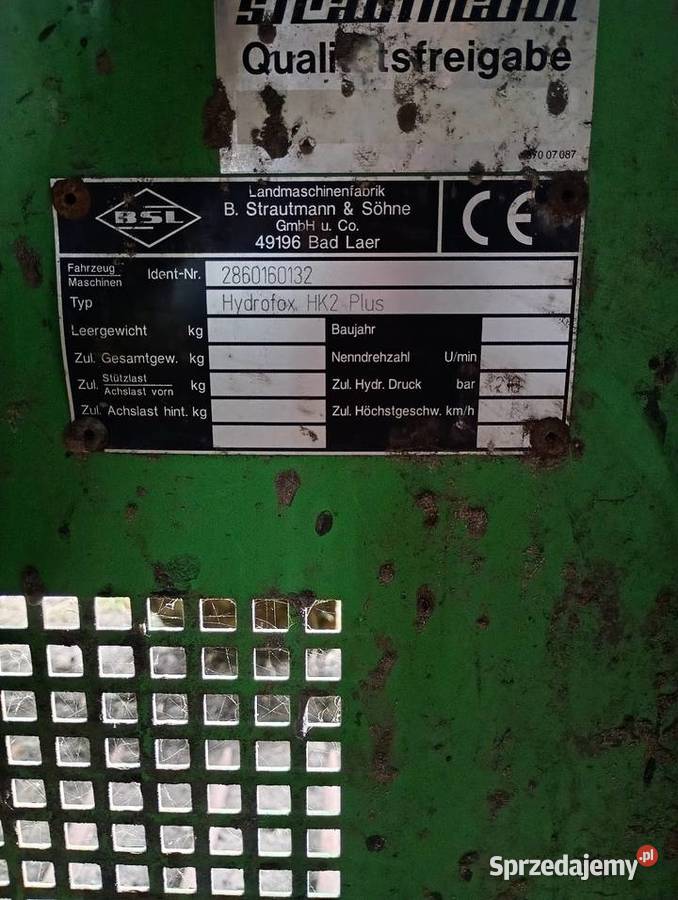 strautmann
Qualitätsfreigabe
BSL
Landmaschinenfabrik
B. Strautmann & Söhne
GmbH u. Co.
49196 Bad Laer
CE
Fahrzeug
Maschinen
Ident-Nr. 2860160132
Typ Hydrofox HK2 Plus
Leergewicht kg Baujahr
Zul. Gesamtgew. kg Nenndrehzahl U/min
Zul. Stützlast kg Zul. Hydr. Druck bar
Achslast vorn
Zul. Achslast hint. kg Zul. Höchstgeschw. km/h
Sprzedajemy.pl